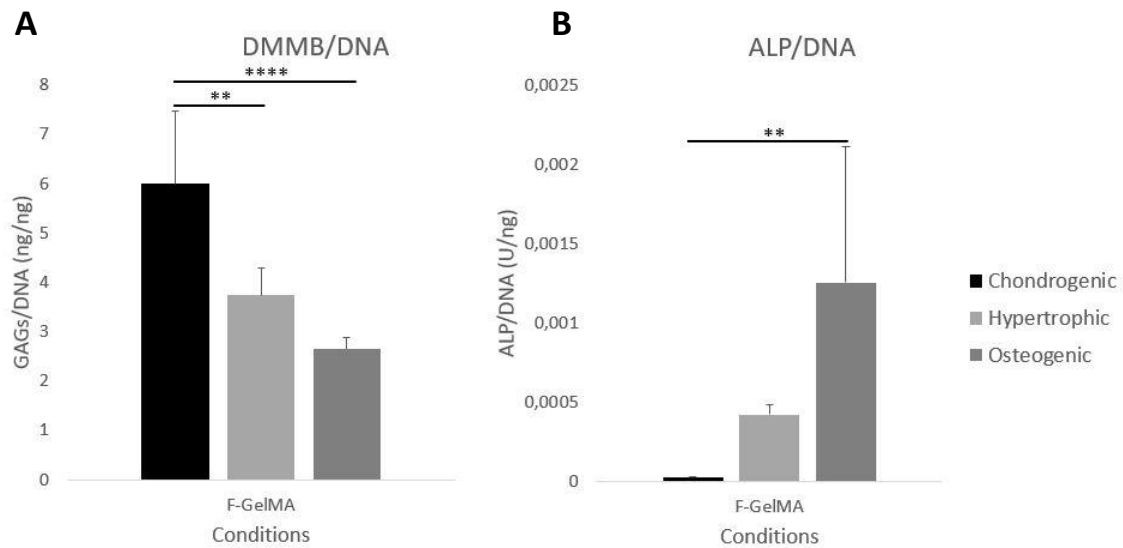 A
DMMB/DNA
****
**
8
7
6
5
4
3
2
1
0
GAGs/DNA (ng/ng)
F-GelMA
Conditions
B
ALP/DNA
**
0,0025
0,002
0,0015
0,001
0,0005
0
ALP/DNA (U/ng)
F-GelMA
Conditions
Chondrogenic
Hypertrophic
Osteogenic